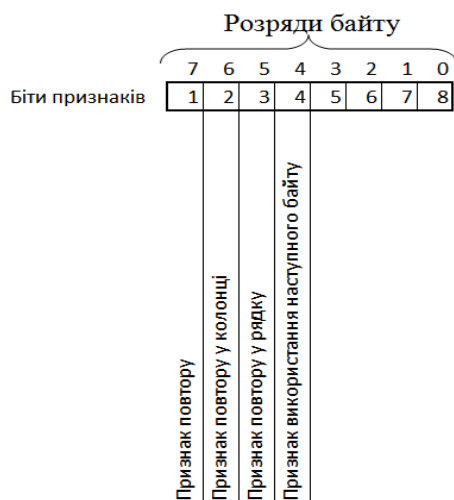 Розряди байту
7 6 5 4 3 2 1 0
Біти признаків 1 2 3 4 5 6 7 8
Признак повтору
Признак повтору у колонці
Признак повтору у рядку
Признак використання наступного байту